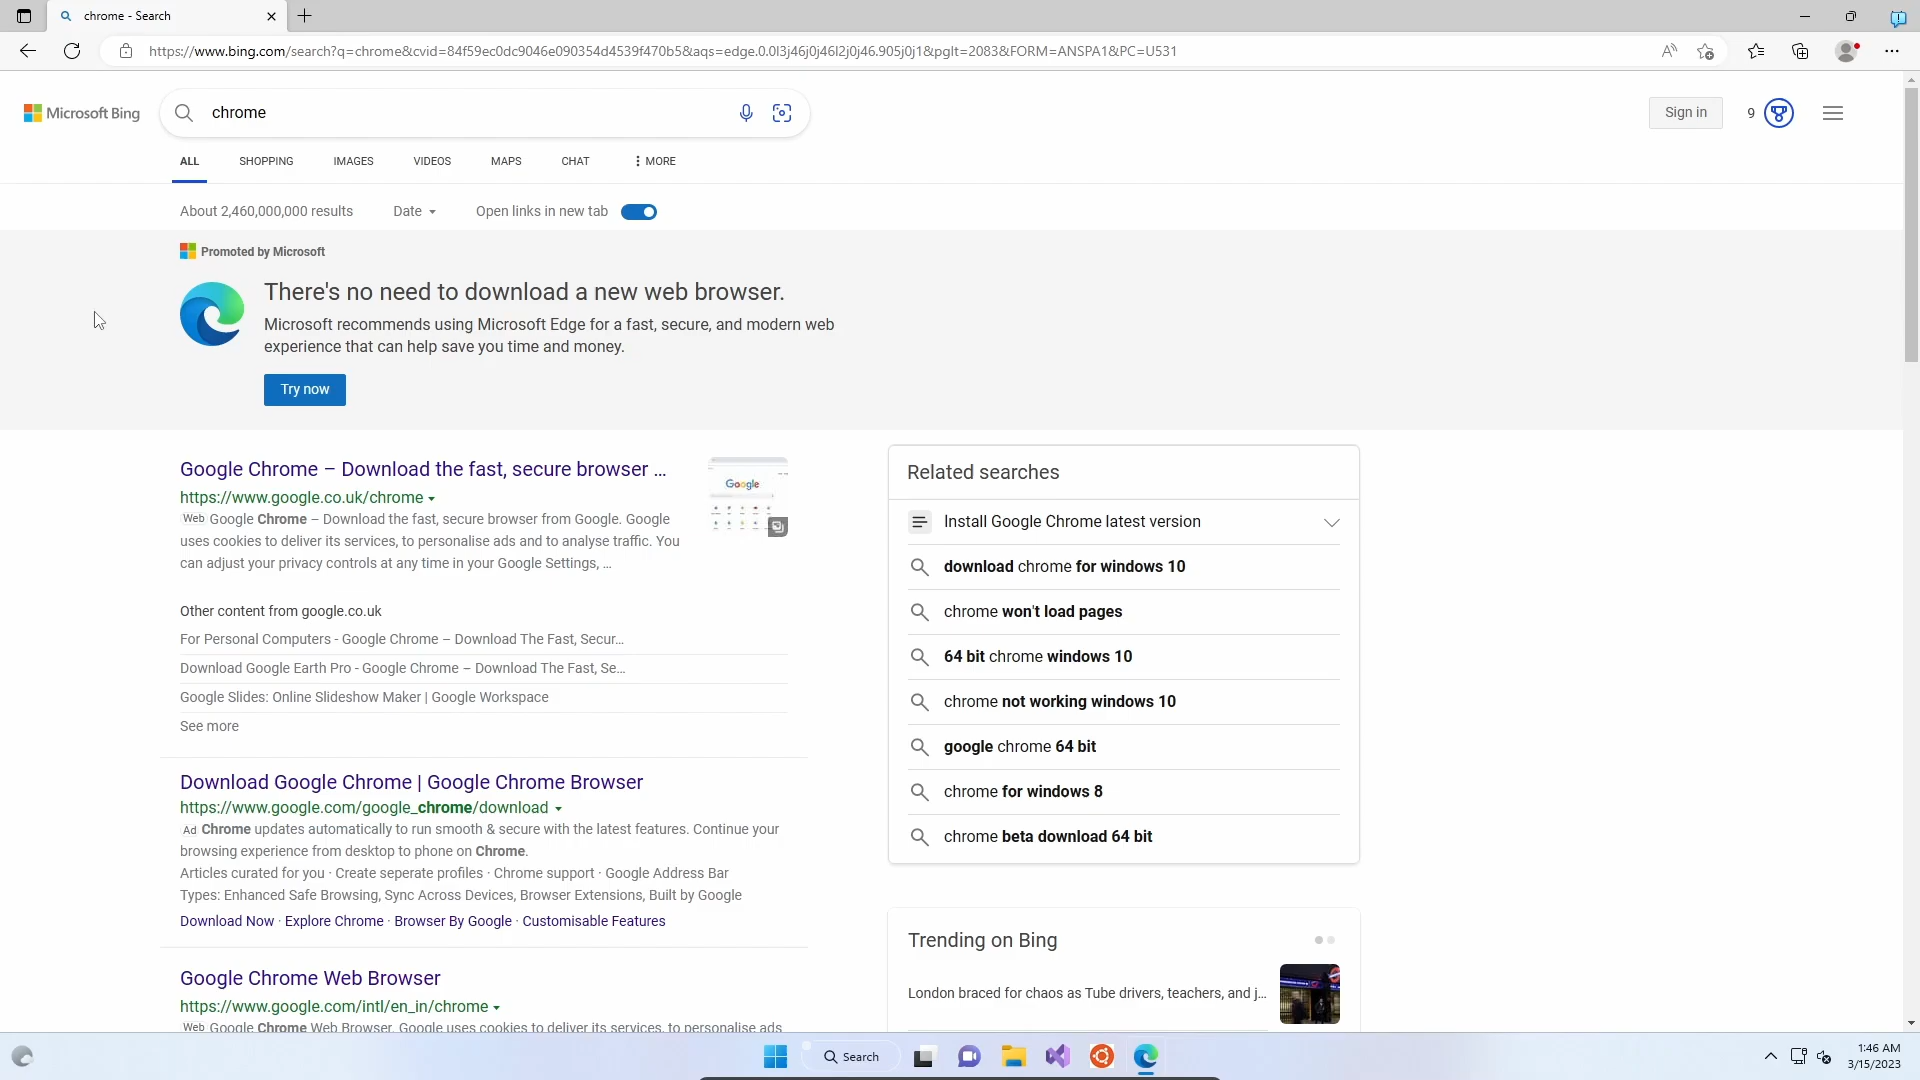 chrome - Search
https://www.bing.com/search?q=chrome&cvid=84f59ec0dc9046e090354d4539f470b5&aqs=edge.0.0l3j46j0j46l2j0j46.905j0j1&pglt=2083&FORM=ANSPA1&PC=U531
Microsoft Bing
chrome
Sign in
9
ALL SHOPPING IMAGES VIDEOS MAPS CHAT MORE
About 2,460,000,000 results Date Open links in new tab
Promoted by Microsoft
There's no need to download a new web browser.
Microsoft recommends using Microsoft Edge for a fast, secure, and modern web
experience that can help save you time and money.
Try now
Google Chrome – Download the fast, secure browser ...
https://www.google.co.uk/chrome
Web Google Chrome – Download the fast, secure browser from Google. Google
uses cookies to deliver its services, to personalise ads and to analyse traffic. You
can adjust your privacy controls at any time in your Google Settings, ...
Google
Other content from google.co.uk
For Personal Computers - Google Chrome – Download The Fast, Secur...
Download Google Earth Pro - Google Chrome – Download The Fast, Se...
Google Slides: Online Slideshow Maker | Google Workspace
See more
Download Google Chrome | Google Chrome Browser
https://www.google.com/google_chrome/download
Ad Chrome updates automatically to run smooth & secure with the latest features. Continue your
browsing experience from desktop to phone on Chrome.
Articles curated for you · Create seperate profiles · Chrome support · Google Address Bar
Types: Enhanced Safe Browsing, Sync Across Devices, Browser Extensions, Built by Google
Download Now · Explore Chrome · Browser By Google · Customisable Features
Google Chrome Web Browser
https://www.google.com/intl/en_in/chrome
Web Google Chrome Web Browser. Google uses cookies to deliver its services, to personalise ads
Related searches
Install Google Chrome latest version
download chrome for windows 10
chrome won't load pages
64 bit chrome windows 10
chrome not working windows 10
google chrome 64 bit
chrome for windows 8
chrome beta download 64 bit
Trending on Bing
London braced for chaos as Tube drivers, teachers, and j...
Search
1:46 AM
3/15/2023